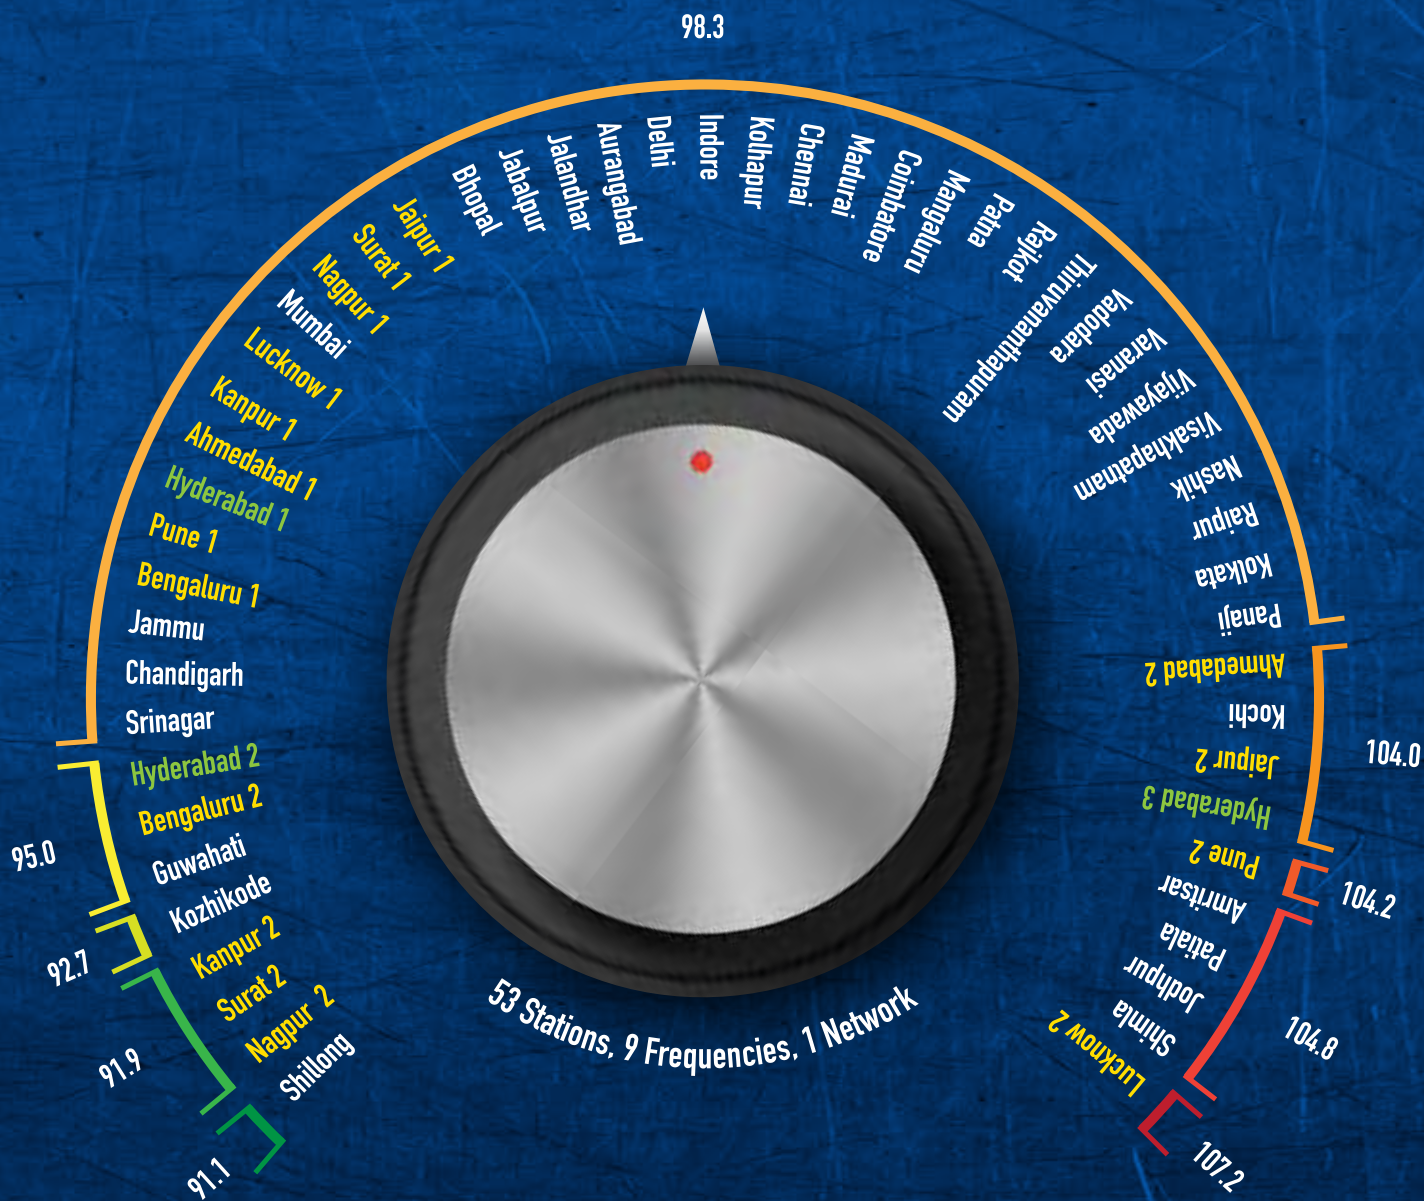 98.3
Indore
Kolhapur
Chennai
Madurai
Coimbatore
Mangaluru
Patna
Rajkot
Thiruvananthapuram
Vadodara
Varanasi
Vijayawada
Visakhapatnam
Nashik
Raipur
Kolkata
Panaji
Ahmedabad 2
Kochi
Jaipur 2
Hyderabad 3
Pune 2
Amritsar
Patiala
Jodhpur
Shimla
Lucknow 2
104.0
104.2
104.8
107.2
Delhi
Aurangabad
Jalandhar
Jabalpur
Bhopal
Jaipur 1
Surat 1
Nagpur 1
Mumbai
Lucknow 1
Kanpur 1
Ahmedabad 1
Hyderabad 1
Pune 1
Bengaluru 1
Jammu
Chandigarh
Srinagar
Hyderabad 2
Bengaluru 2
Guwahati
Kozhikode
Kanpur 2
Surat 2
Nagpur 2
Shillong
95.0
92.7
91.9
91.1
53 Stations, 9 Frequencies, 1 Network